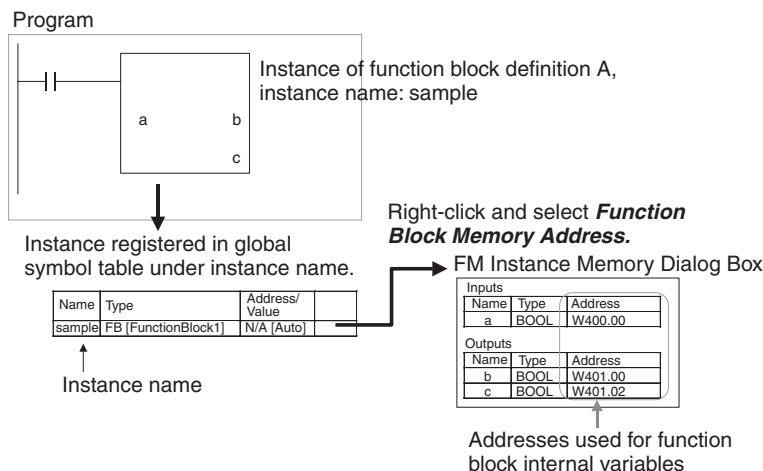 Program
Instance of function block definition A,
instance name: sample
a b
c
Instance registered in global
symbol table under instance name.
Name Type Address/
Value
sample FB [FunctionBlock1] N/A [Auto]
Instance name
Right-click and select Function
Block Memory Address.
FM Instance Memory Dialog Box
Inputs
Name Type Address
a BOOL W400.00
Outputs
Name Type Address
b BOOL W401.00
c BOOL W401.02
Addresses used for function
block internal variables